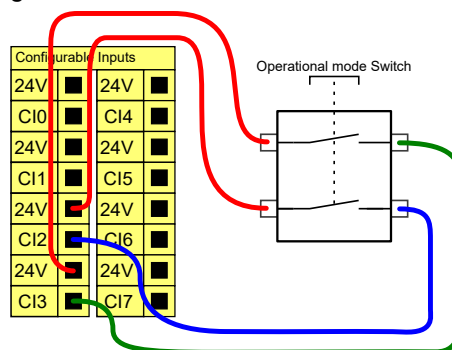 Configurable Inputs
24V 24V
CI0 CI4
24V 24V
CI1 CI5
24V 24V
CI2 CI6
24V 24V
CI3 CI7
Operational mode Switch